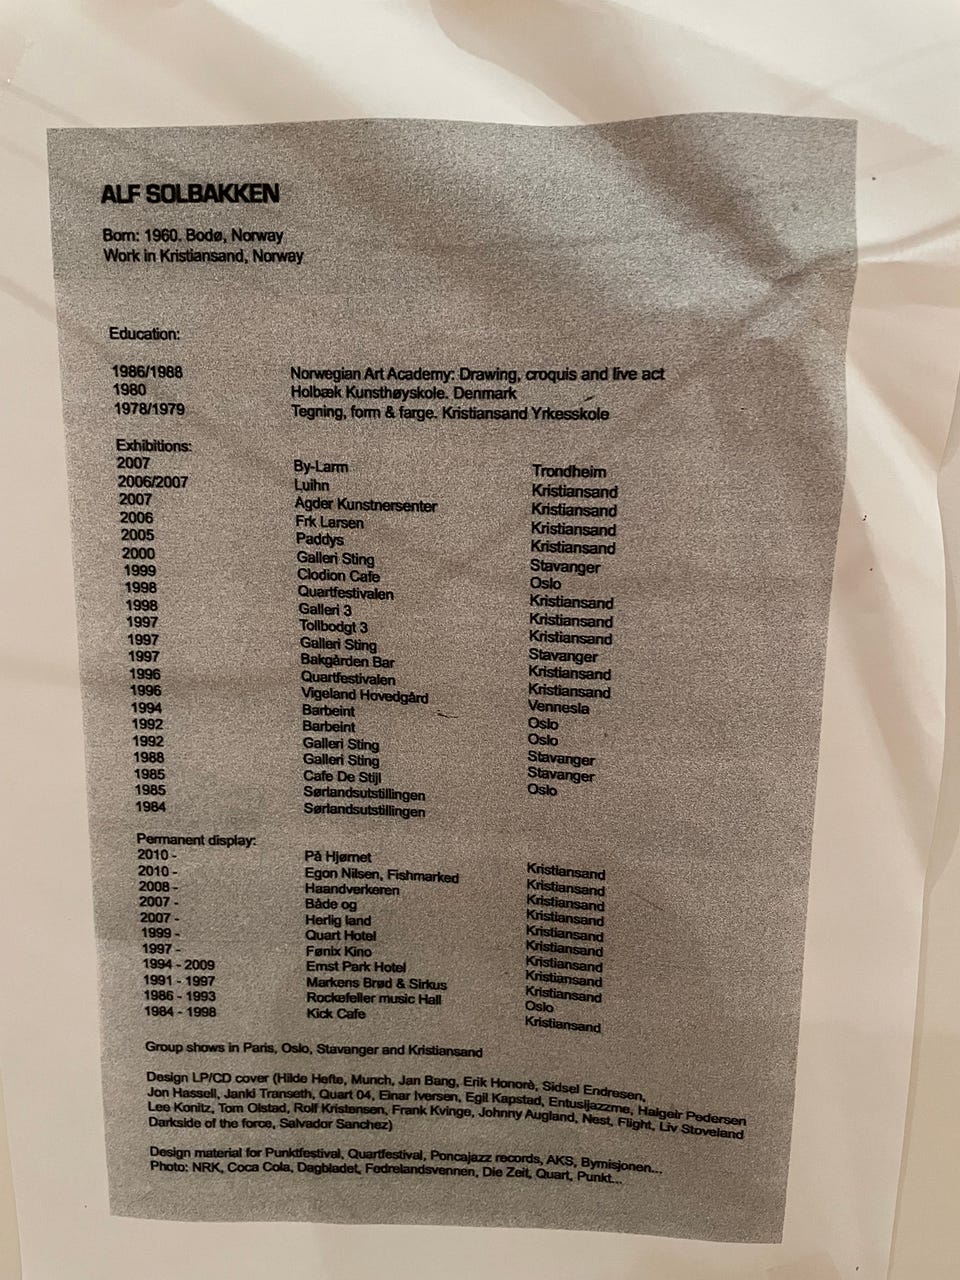 ALF SOLBAKKEN
Born: 1960. Bodø, Norway
Work in Kristiansand, Norway
Education:
1986/1988 Norwegian Art Academy: Drawing, croquis and live act
1980 Holbæk Kunsthøyskole. Denmark
1978/1979 Tegning, form & farge. Kristiansand Yrkesskole
Exhibitions:
2007 By-Larm Trondheim
2006/2007 Luihn Kristiansand
2007 Agder Kunstnersenter Kristiansand
2006 Frk Larsen Kristiansand
2005 Paddys Kristiansand
2000 Galleri Sting Stavanger
1999 Clodion Cafe Oslo
1998 Quartfestivalen Kristiansand
1998 Galleri 3 Kristiansand
1997 Tollbodgt 3 Kristiansand
1997 Galleri Sting Stavanger
1997 Bakgården Bar Kristiansand
1996 Quartfestivalen Kristiansand
1996 Vigeland Hovedgård Vennesla
1994 Barbeint Oslo
1992 Barbeint Oslo
1992 Galleri Sting Stavanger
1988 Galleri Sting Stavanger
1985 Cafe De Stijl Oslo
1985 Sørlandsutstillingen
1984 Sørlandsutstillingen
Permanent display:
2010 - På Hjørnet Kristiansand
2010 - Egon Nilsen, Fishmarked Kristiansand
2008 - Haandverkeren Kristiansand
2007 - Både og Kristiansand
2007 - Herlig land Kristiansand
1999 - Quart Hotel Kristiansand
1997 - Fønix Kino Kristiansand
1994 - 2009 Ernst Park Hotel Kristiansand
1991 - 1997 Markens Brød & Sirkus Kristiansand
1986 - 1993 Rockefeller music Hall Oslo
1984 - 1998 Kick Cafe Kristiansand
Group shows in Paris, Oslo, Stavanger and Kristiansand
Design LP/CD cover (Hilde Hefte, Munch, Jan Bang, Erik Honorè, Sidsel Endresen,
Jon Hassell, Janki Transeth, Quart 04, Einar Iversen, Egil Kapstad, Entusijazzme, Halgeir Pedersen
Lee Konitz, Tom Olstad, Rolf Kristensen, Frank Kvinge, Johnny Augland, Nest, Flight, Liv Stoveland
Darkside of the force, Salvador Sanchez)
Design material for Punktfestival, Quartfestival, Poncajazz records, AKS, Bymisjonen...
Photo: NRK, Coca Cola, Dagbladet, Fedrelandsvennen, Die Zeit, Quart, Punkt...